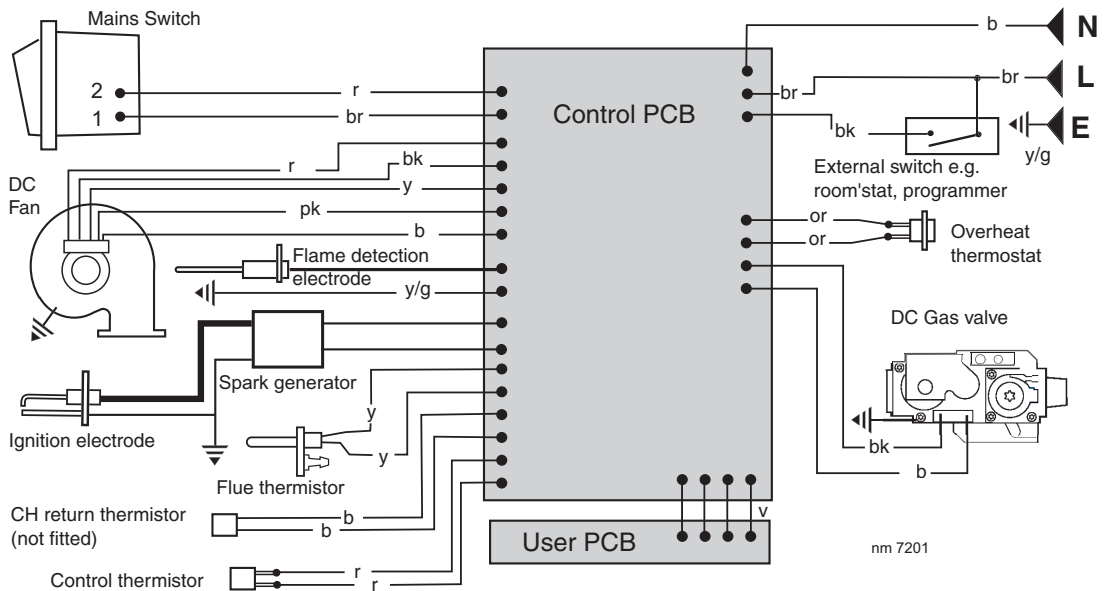 Mains Switch
2
1
r
br
DC
Fan
r
bk
y
pk
b
Flame detection
electrode
y/g
Spark generator
Ignition electrode
y
y
Flue thermistor
CH return thermistor
(not fitted)
b
b
Control thermistor
r
r
Control PCB
User PCB
v
b
N
br
br
L
bk
E
y/g
External switch e.g.
room'stat, programmer
or
or
Overheat
thermostat
DC Gas valve
bk
b
nm 7201